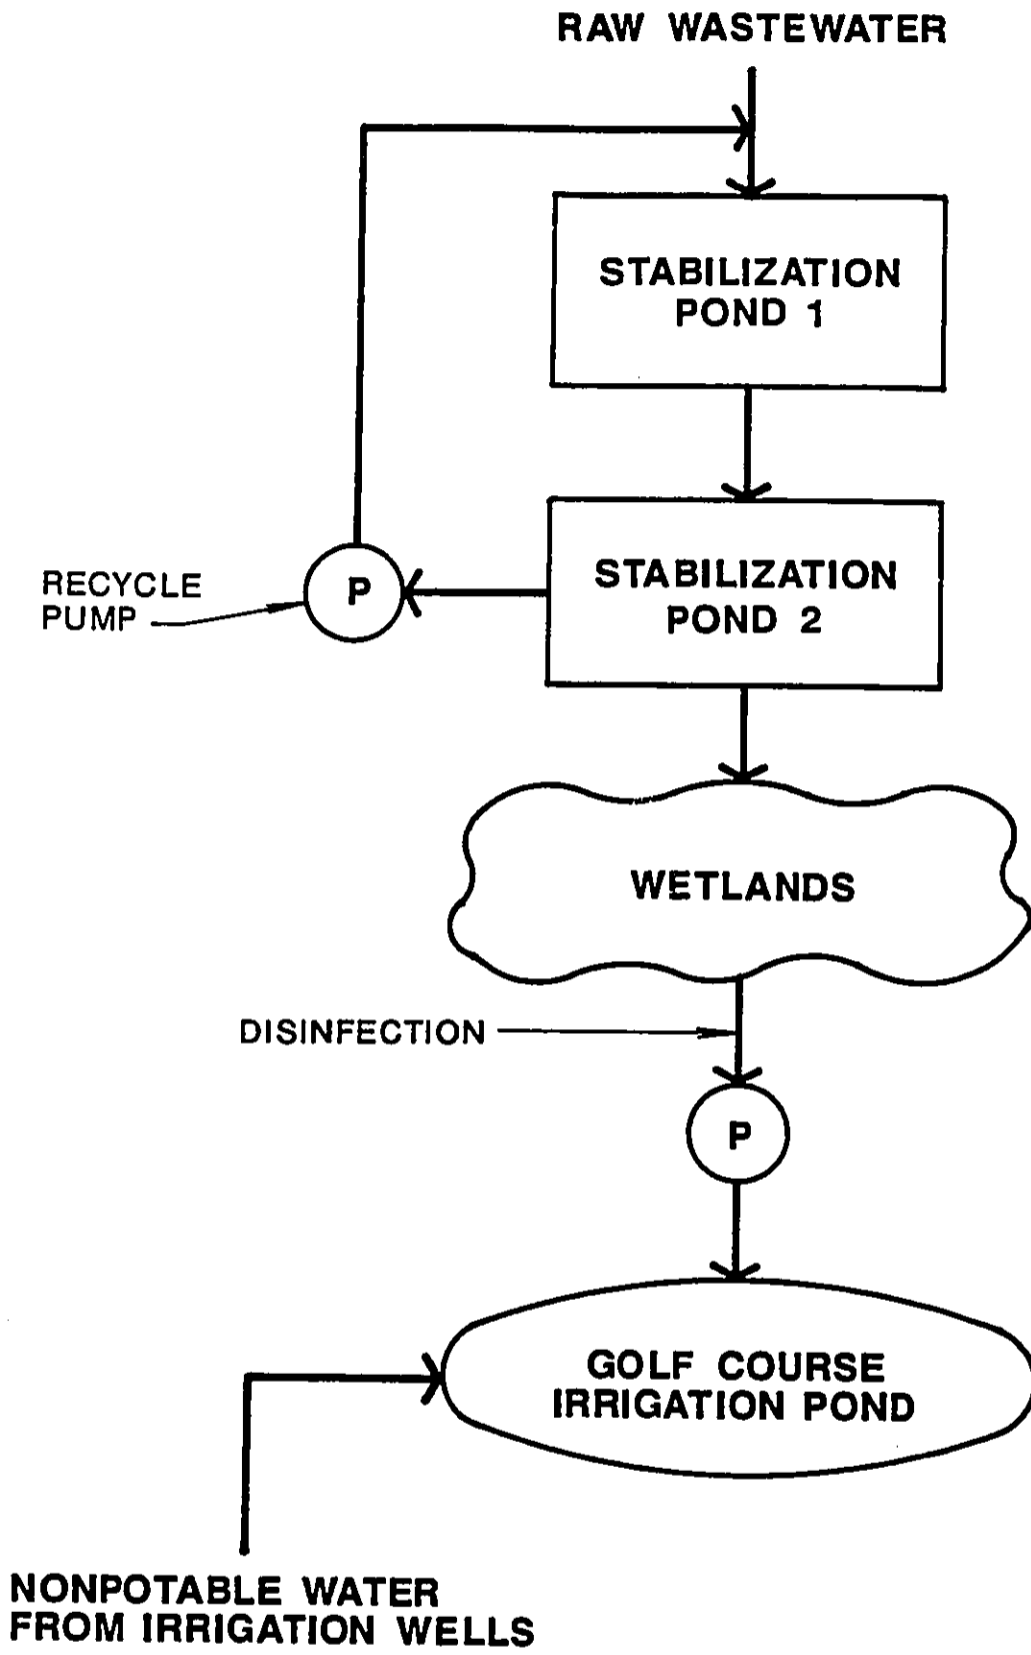 RAW WASTEWATER
STABILIZATION
POND 1
STABILIZATION
POND 2
RECYCLE
PUMP
P
WETLANDS
DISINFECTION
P
GOLF COURSE
IRRIGATION POND
NONPOTABLE WATER
FROM IRRIGATION WELLS